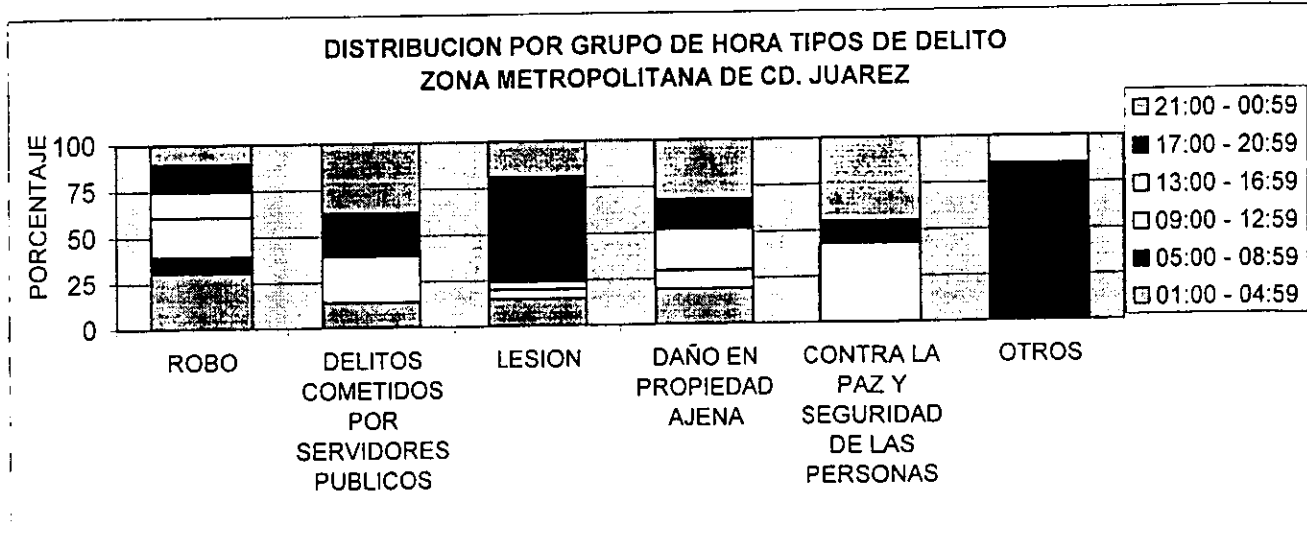 DISTRIBUCION POR GRUPO DE HORA TIPOS DE DELITO
ZONA METROPOLITANA DE CD. JUAREZ
PORCENTAJE
100
75
50
25
0
ROBO
DELITOS
COMETIDOS
POR
SERVIDORES
PUBLICOS
LESION
DAÑO EN
PROPIEDAD
AJENA
CONTRA LA
PAZ Y
SEGURIDAD
DE LAS
PERSONAS
OTROS
21:00 - 00:59
17:00 - 20:59
13:00 - 16:59
09:00 - 12:59
05:00 - 08:59
01:00 - 04:59